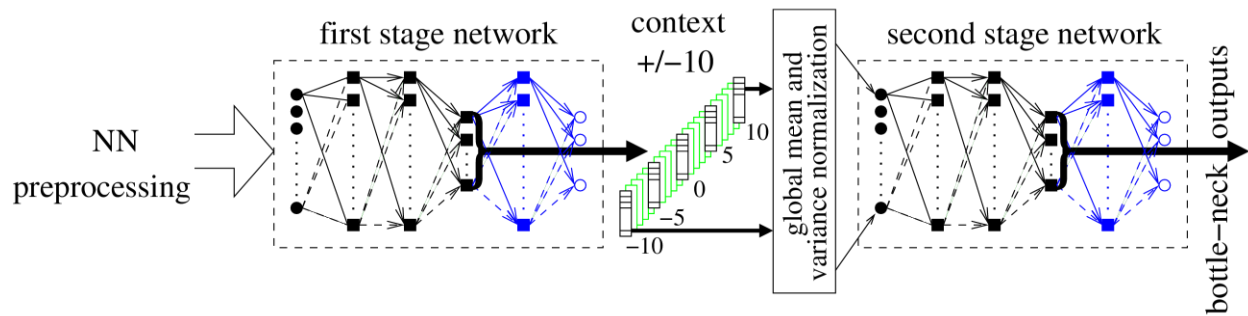 first stage network
context
+/−10
second stage network
NN
preprocessing
10
5
0
−5
−10
global mean and
variance normalization
bottle−neck outputs